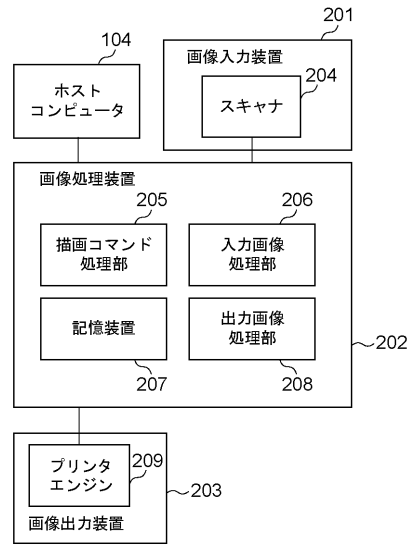 201
104
画像入力装置
204
ホスト
コンピュータ
スキャナ
画像処理装置
205
206
描画コマンド
処理部
入力画像
処理部
記憶装置
出力画像
処理部
202
207
208
プリンタ
エンジン
209
203
画像出力装置